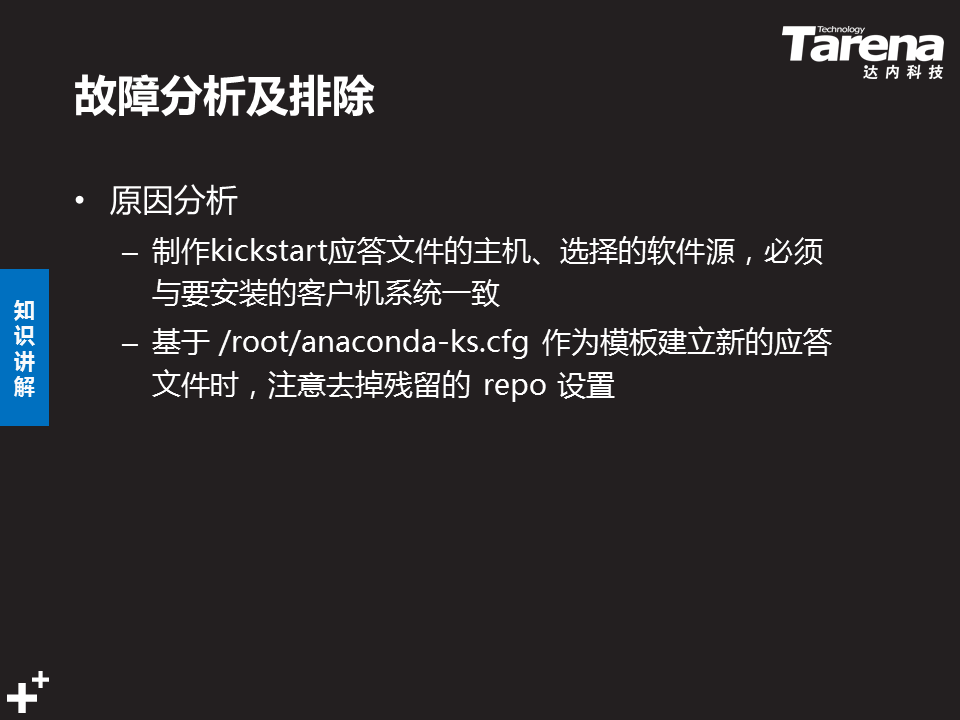 Technology
Tarena
达内科技
故障分析及排除
• 原因分析
– 制作kickstart应答文件的主机、选择的软件源，必须
与要安装的客户机系统一致
– 基于 /root/anaconda-ks.cfg 作为模板建立新的应答
文件时，注意去掉残留的 repo 设置
知
识
讲
解